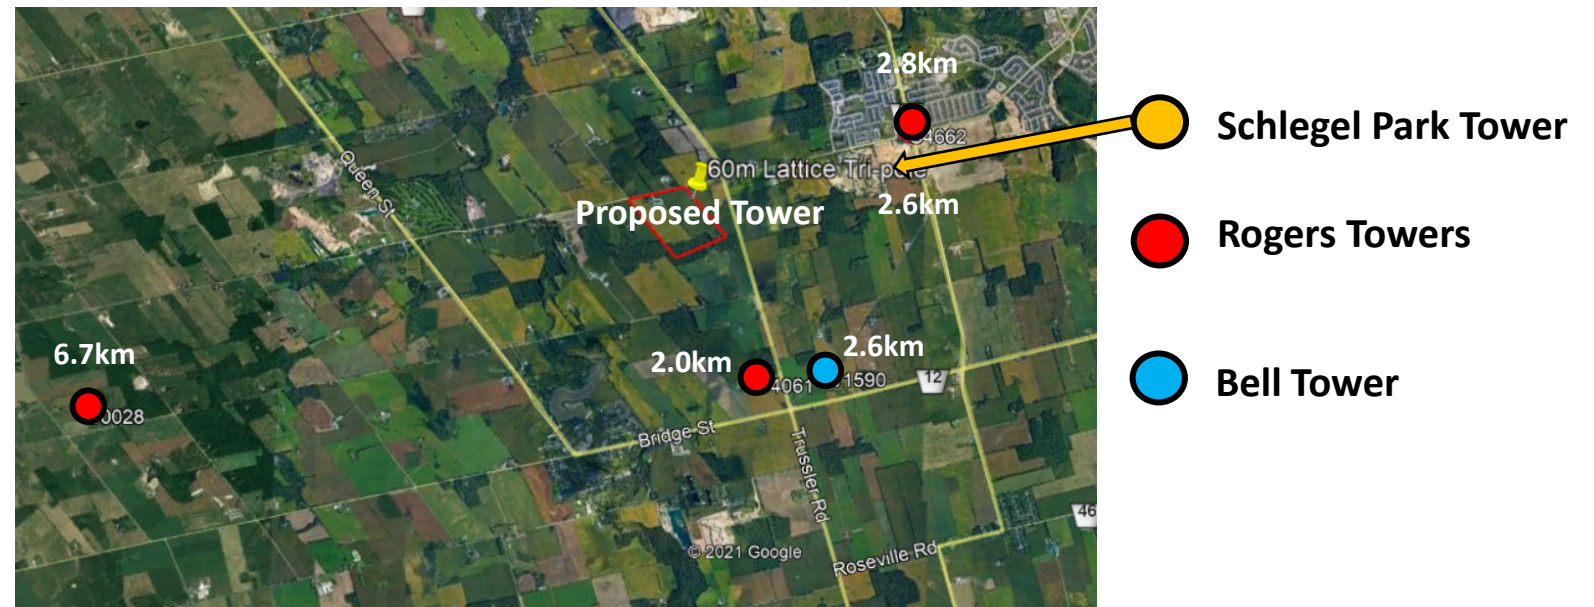 2.8km
4662
60m Lattice Tri-pole
Proposed Tower
2.6km
Queen St
6.7km
0028
2.0km
4061
2.6km
1590
12
Bridge St
Trussler Rd
46
© 2021 Google
Roseville Rd
Schlegel Park Tower
Rogers Towers
Bell Tower